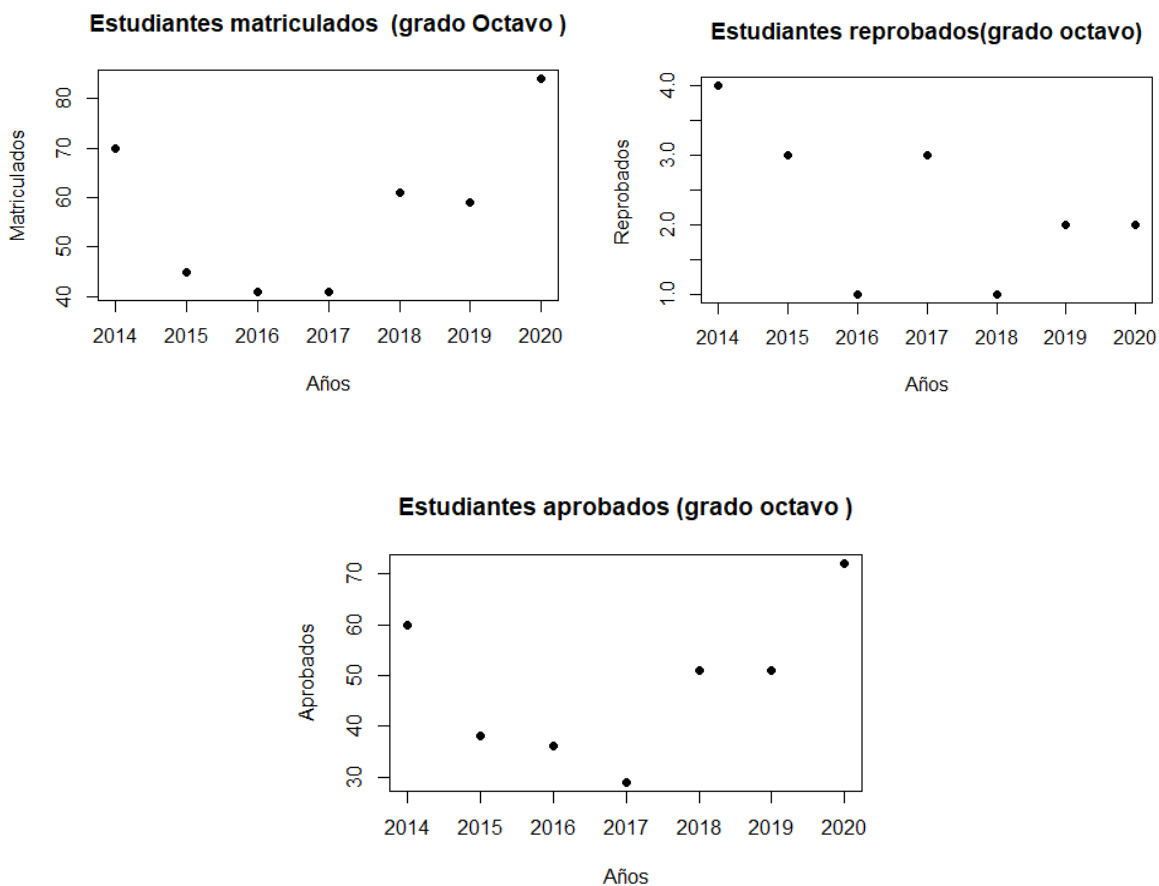 Estudiantes matriculados (grado Octavo )
Matriculados
80
70
60
50
40
2014 2015 2016 2017 2018 2019 2020
Años
Estudiantes reprobados(grado octavo)
Reprobados
4.0
3.0
2.0
1.0
2014 2015 2016 2017 2018 2019 2020
Años
Estudiantes aprobados (grado octavo )
Aprobados
70
60
50
40
30
2014 2015 2016 2017 2018 2019 2020
Años